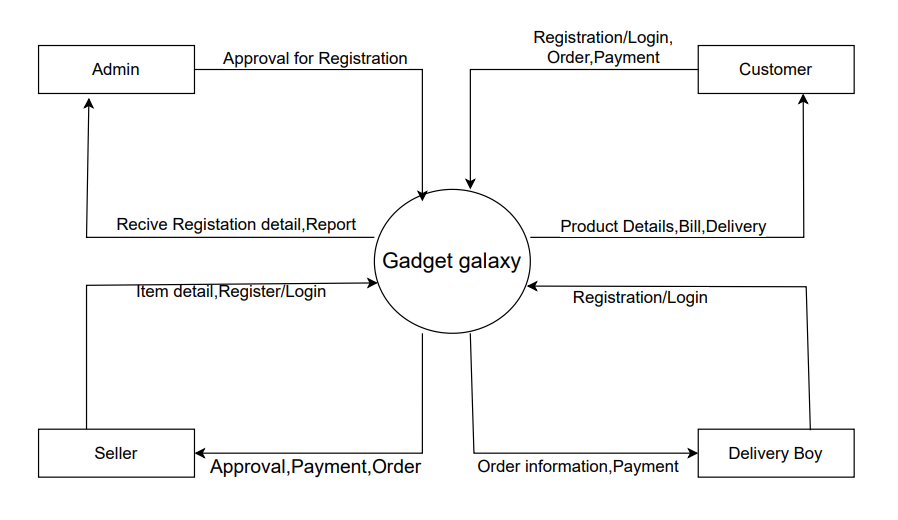 Registration/Login,
Order,Payment
Admin
Approval for Registration
Customer
Recive Registation detail,Report
Product Details,Bill,Delivery
Gadget galaxy
Item detail,Register/Login
Registration/Login
Seller
Delivery Boy
Approval,Payment,Order
Order information,Payment